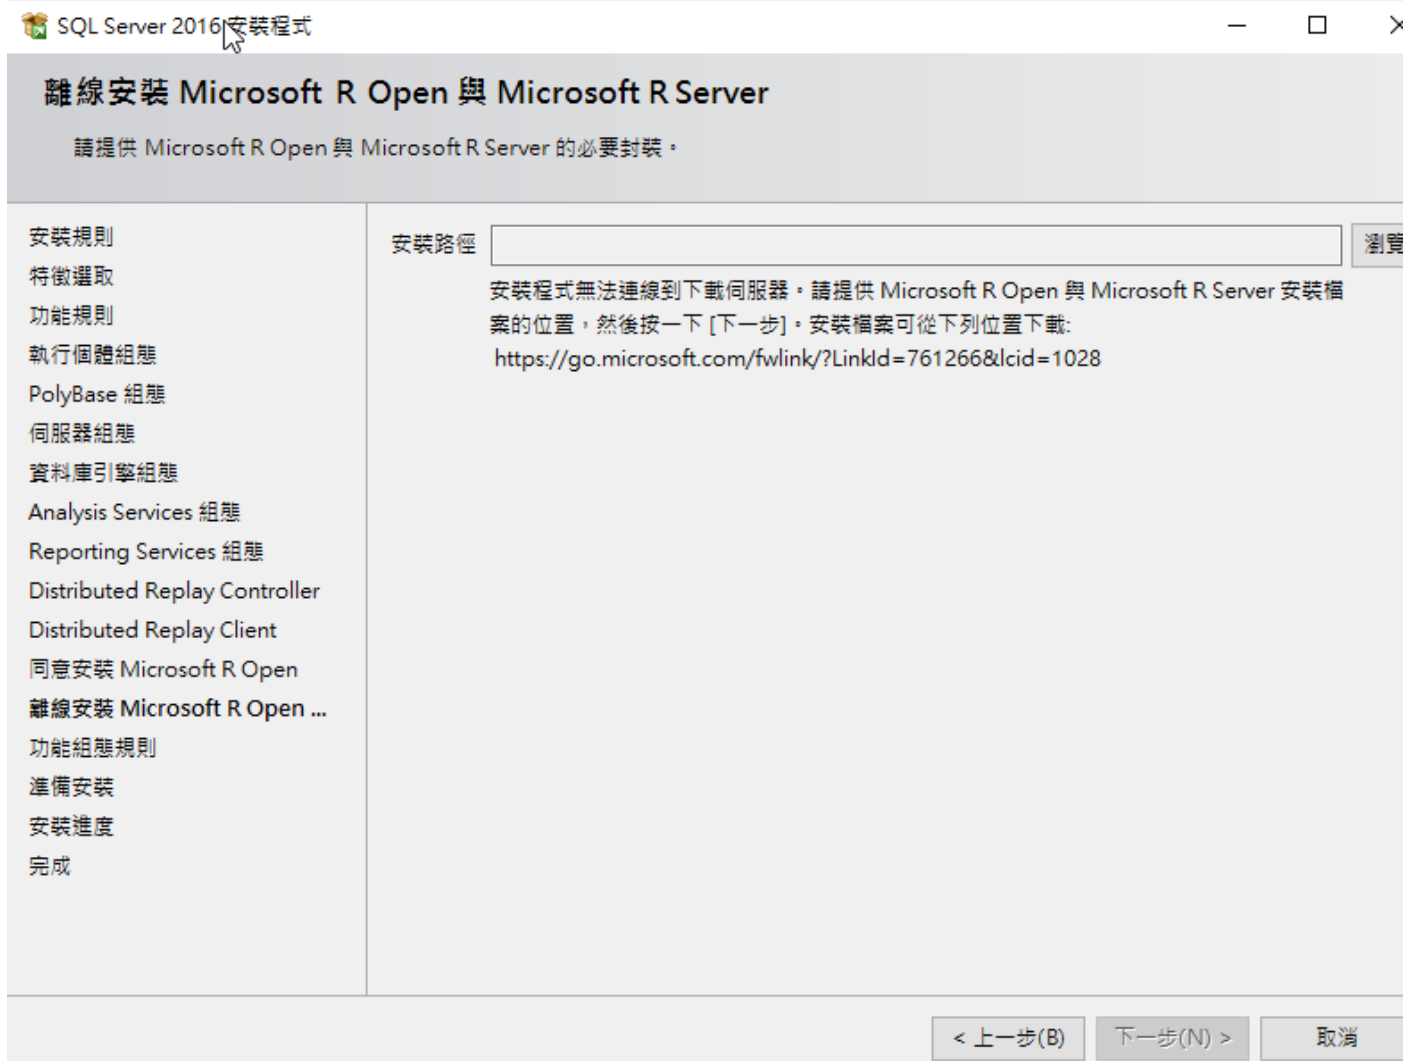 SQL Server 2016 安裝程式
離線安裝 Microsoft R Open 與 Microsoft R Server
請提供 Microsoft R Open 與 Microsoft R Server 的必要封裝。
安裝規則
特徵選取
功能規則
執行個體組態
PolyBase 組態
伺服器組態
資料庫引擎組態
Analysis Services 組態
Reporting Services 組態
Distributed Replay Controller
Distributed Replay Client
同意安裝 Microsoft R Open
離線安裝 Microsoft R Open ...
功能組態規則
準備安裝
安裝進度
完成
安裝路徑
瀏覽
安裝程式無法連線到下載伺服器。請提供 Microsoft R Open 與 Microsoft R Server 安裝檔
案的位置，然後按一下 [下一步]。安裝檔案可從下列位置下載:
https://go.microsoft.com/fwlink/?LinkId=761266&lcid=1028
< 上一步(B)
下一步(N) >
取消